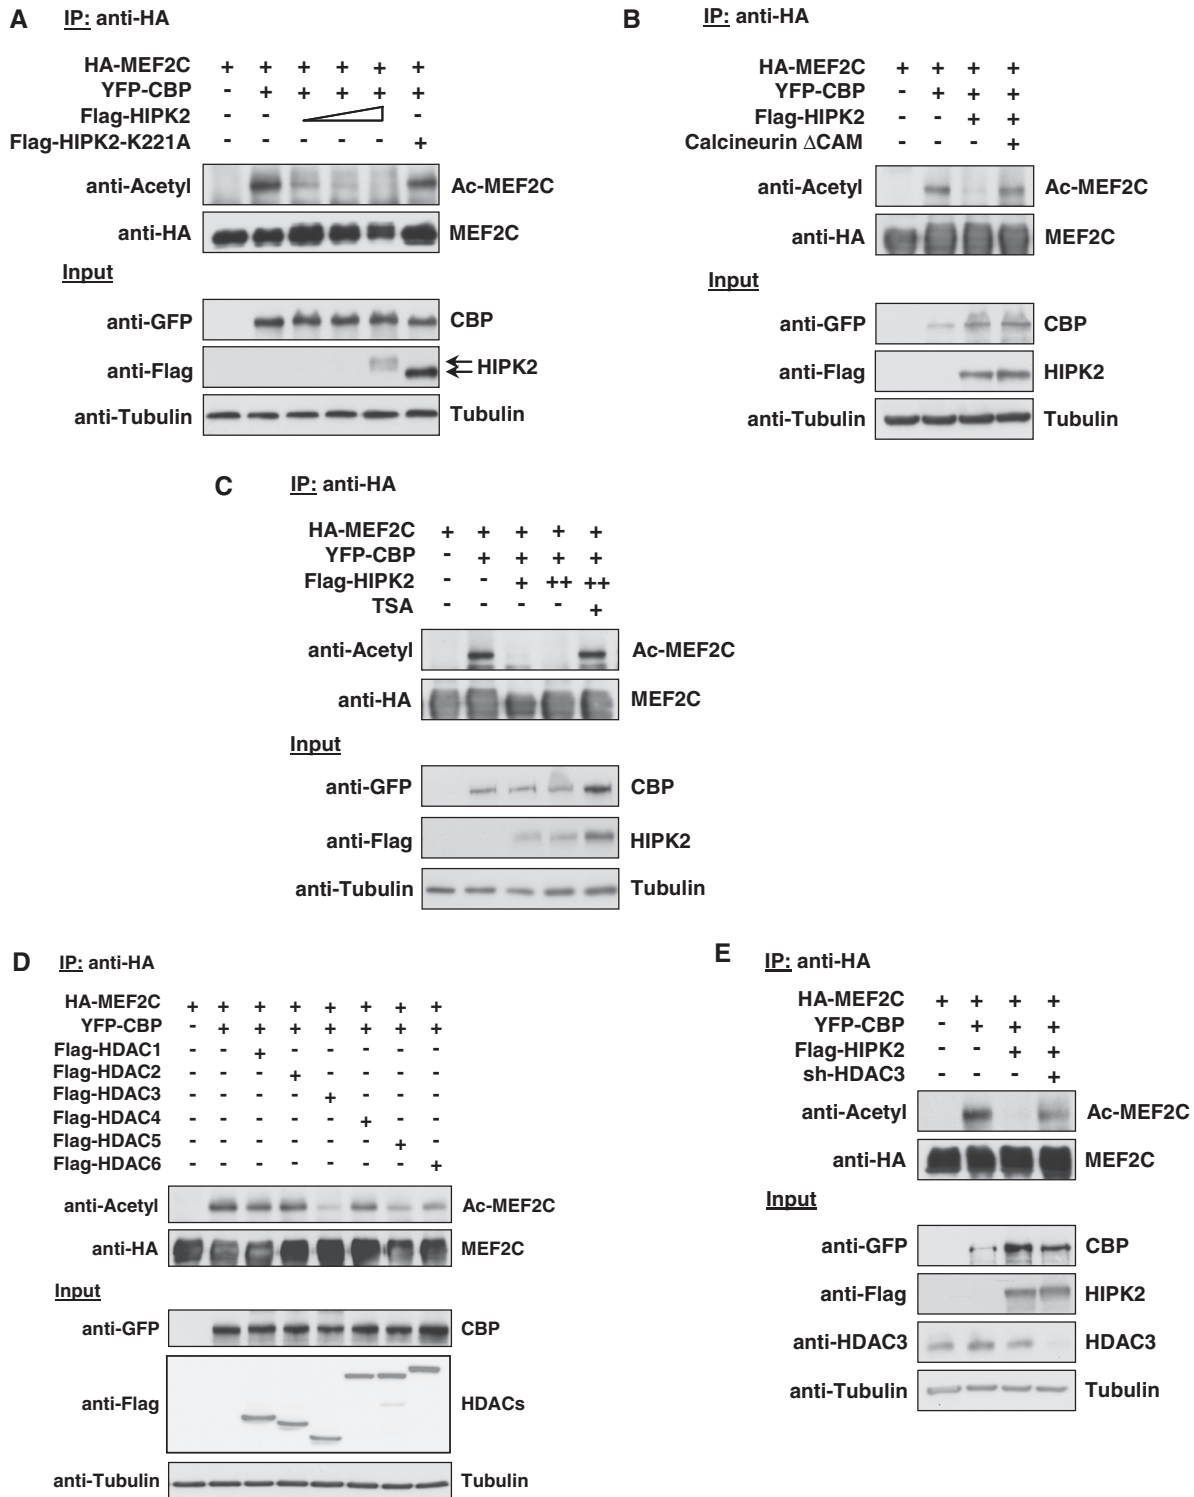 A IP: anti-HA
HA-MEF2C + + + + + +
YFP-CBP - + + + + +
Flag-HIPK2 - - -
Flag-HIPK2-K221A - - - - - +
anti-Acetyl Ac-MEF2C
anti-HA MEF2C
Input
anti-GFP CBP
anti-Flag HIPK2
anti-Tubulin Tubulin
B IP: anti-HA
HA-MEF2C + + + +
YFP-CBP - + + +
Flag-HIPK2 - - + +
Calcineurin ΔCAM - - - +
anti-Acetyl Ac-MEF2C
anti-HA MEF2C
Input
anti-GFP CBP
anti-Flag HIPK2
anti-Tubulin Tubulin
C IP: anti-HA
HA-MEF2C + + + + +
YFP-CBP - + + + +
Flag-HIPK2 - - + ++ ++
TSA - - - - +
anti-Acetyl Ac-MEF2C
anti-HA MEF2C
Input
anti-GFP CBP
anti-Flag HIPK2
anti-Tubulin Tubulin
D IP: anti-HA
HA-MEF2C + + + + + + + +
YFP-CBP - + + + + + + +
Flag-HDAC1 - - + - - - - -
Flag-HDAC2 - - - + - - - -
Flag-HDAC3 - - - - + - - -
Flag-HDAC4 - - - - - + - -
Flag-HDAC5 - - - - - - + -
Flag-HDAC6 - - - - - - - +
anti-Acetyl Ac-MEF2C
anti-HA MEF2C
Input
anti-GFP CBP
anti-Flag HDACs
anti-Tubulin Tubulin
E IP: anti-HA
HA-MEF2C + + + +
YFP-CBP - + + +
Flag-HIPK2 - - + +
sh-HDAC3 - - - +
anti-Acetyl Ac-MEF2C
anti-HA MEF2C
Input
anti-GFP CBP
anti-Flag HIPK2
anti-HDAC3 HDAC3
anti-Tubulin Tubulin